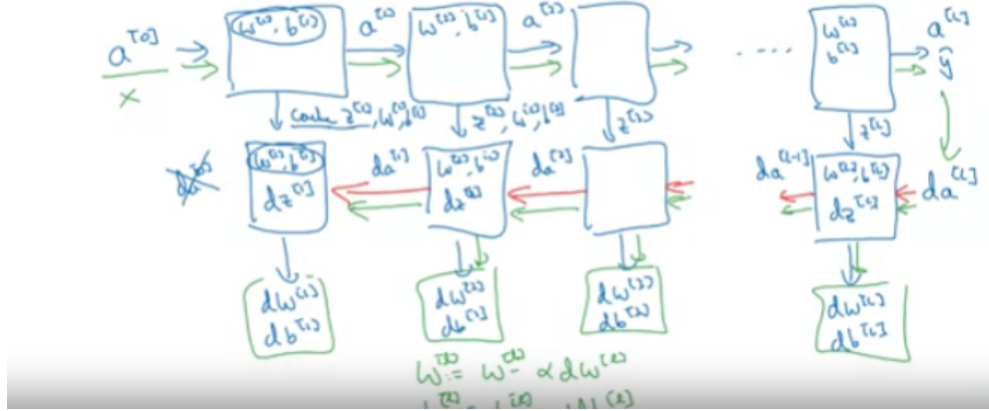 a^[0] w^[1], b^[1] a^[1] w^[2], b^[2] a^[2] .... w^[L] a^[L]
x b^[L] ŷ
cache z^[1], w^[1], b^[1] z^[2], w^[2], b^[2] z^[3] z^[L]
da^[0] w^[1], b^[1] da^[1] w^[2], b^[2] da^[2] da^[L-1] w^[L], b^[L] da^[L]
dz^[1] dz^[2] dz^[L]
dw^[1] dw^[2] dw^[3] dw^[L]
db^[1] db^[2] db^[3] db^[L]
w^[l] := w^[l] - αdw^[l]